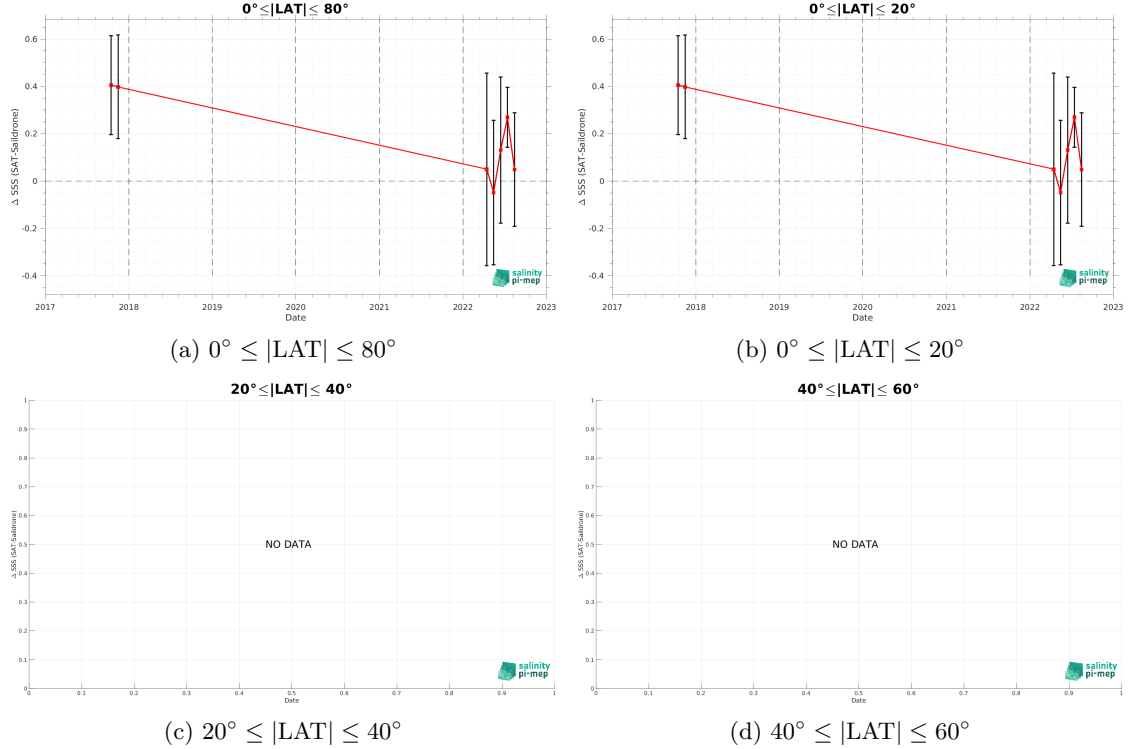 0°≤|LAT|≤ 80°
Δ SSS (SAT-Saildrone)
0.6
0.4
0.2
0
-0.2
-0.4
2017 2018 2019 2020 2021 2022 2023
Date
salinity
pi-mep
(a) 0° ≤ |LAT| ≤ 80°
0°≤|LAT|≤ 20°
Δ SSS (SAT-Saildrone)
0.6
0.4
0.2
0
-0.2
-0.4
2017 2018 2019 2020 2021 2022 2023
Date
salinity
pi-mep
(b) 0° ≤ |LAT| ≤ 20°
20°≤|LAT|≤ 40°
Δ SSS (SAT-Saildrone)
1
0.9
0.8
0.7
0.6
0.5
0.4
0.3
0.2
0.1
0
NO DATA
0 0.1 0.2 0.3 0.4 0.5 0.6 0.7 0.8 0.9 1
Date
salinity
pi-mep
(c) 20° ≤ |LAT| ≤ 40°
40°≤|LAT|≤ 60°
Δ SSS (SAT-Saildrone)
1
0.9
0.8
0.7
0.6
0.5
0.4
0.3
0.2
0.1
0
NO DATA
0 0.1 0.2 0.3 0.4 0.5 0.6 0.7 0.8 0.9 1
Date
salinity
pi-mep
(d) 40° ≤ |LAT| ≤ 60°